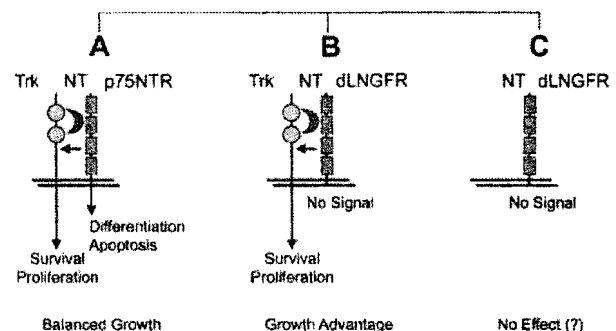 A B C
Trk NT p75NTR Trk NT dLNGFR NT dLNGFR
No Signal No Signal
Differentiation
Apoptosis
Survival
Proliferation
Survival
Proliferation
Balanced Growth Growth Advantage No Effect (?)